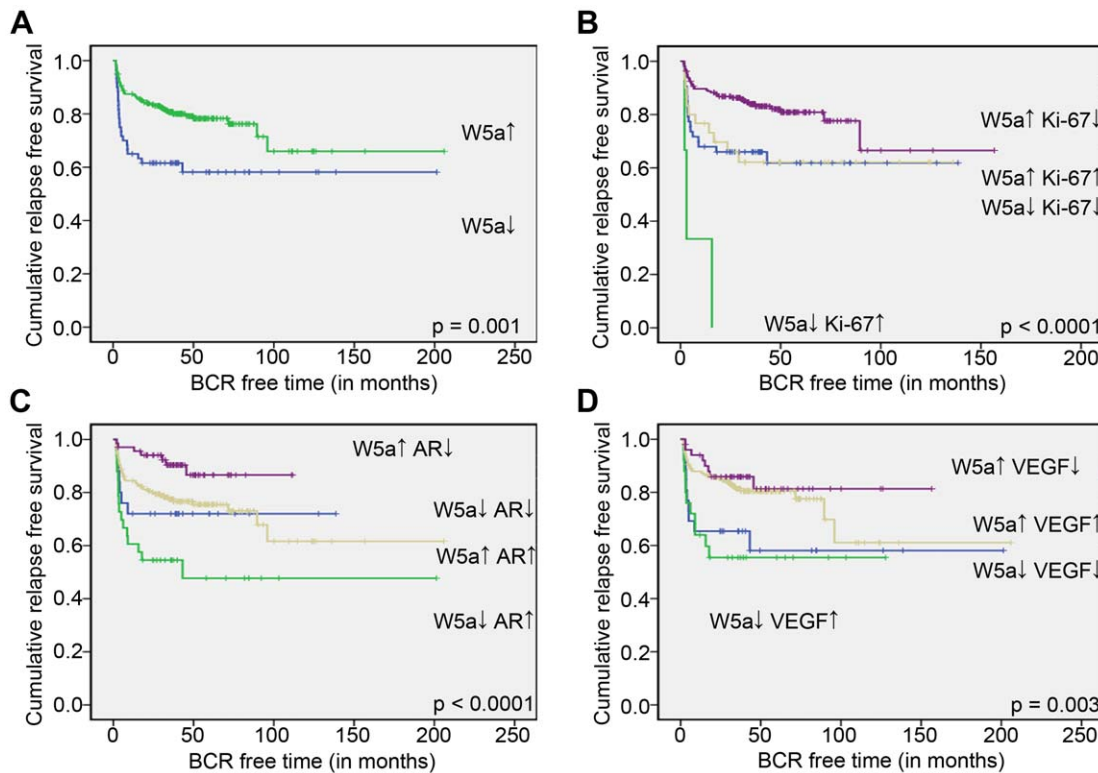 A
Cumulative relapse free survival
1.0
0.8
0.6
0.4
0.2
0.0
W5a↑
W5a↓
p = 0.001
0 50 100 150 200 250
BCR free time (in months)
B
Cumulative relapse free survival
1.0
0.8
0.6
0.4
0.2
0.0
W5a↑ Ki-67↓
W5a↑ Ki-67↑
W5a↓ Ki-67↓
W5a↓ Ki-67↑
p < 0.0001
0 50 100 150 200
BCR free time (in months)
C
Cumulative relapse free survival
1.0
0.8
0.6
0.4
0.2
0.0
W5a↑ AR↓
W5a↓ AR↓
W5a↑ AR↑
W5a↓ AR↑
p < 0.0001
0 50 100 150 200 250
BCR free time (in months)
D
Cumulative relapse free survival
1.0
0.8
0.6
0.4
0.2
0.0
W5a↑ VEGF↓
W5a↑ VEGF↑
W5a↓ VEGF↓
W5a↓ VEGF↑
p = 0.003
0 50 100 150 200 250
BCR free time (in months)